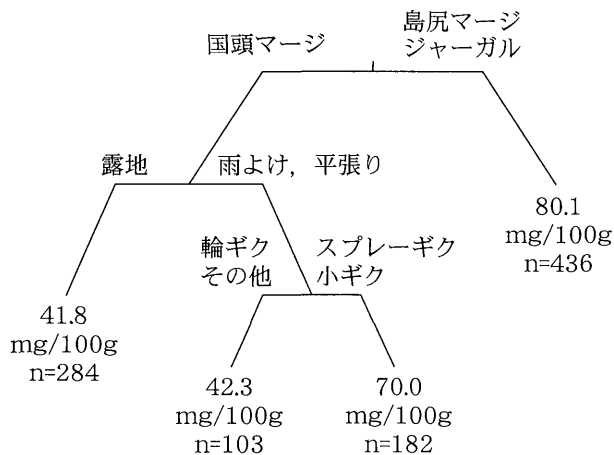 国頭マージ
島尻マージ
ジャーガル
露地
雨よけ，平張り
80.1
mg/100g
n=436
輪ギク
その他
スプレーギク
小ギク
41.8
mg/100g
n=284
42.3
mg/100g
n=103
70.0
mg/100g
n=182